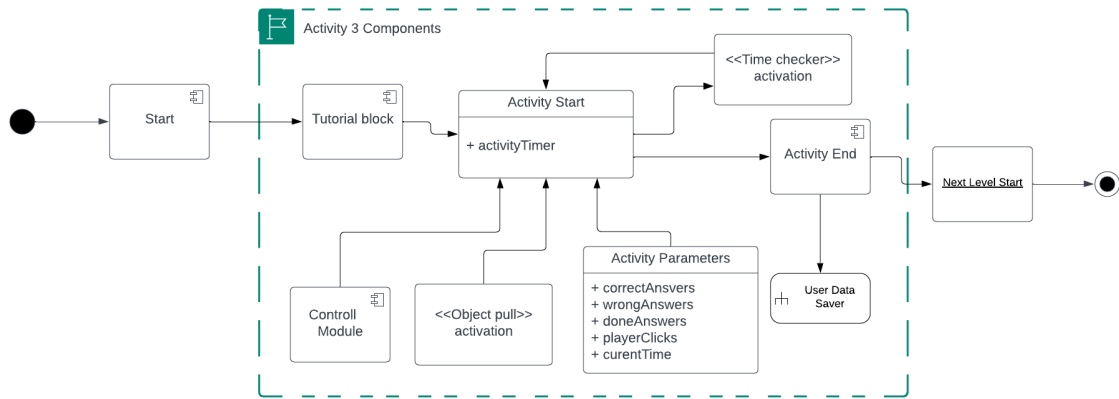 Activity 3 Components
Start
Tutorial block
Activity Start
+ activityTimer
<<Time checker>>
activation
Activity End
Next Level Start
Controll
Module
<<Object pull>>
activation
Activity Parameters
+ correctAnsvers
+ wrongAnswers
+ doneAnswers
+ playerClicks
+ curentTime
User Data
Saver